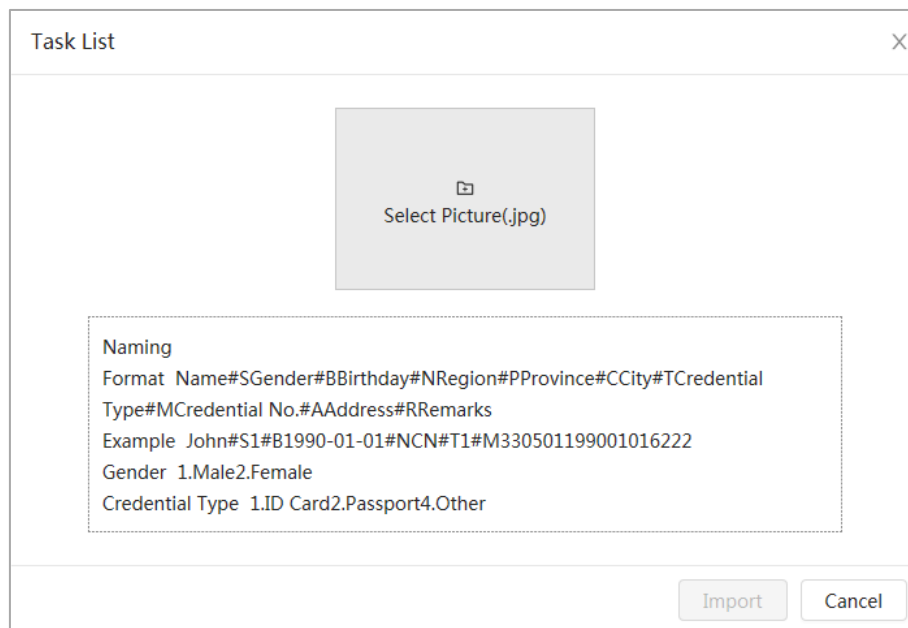 Task List
Select Picture(.jpg)
Naming
Format  Name#SGender#BBirthday#NRegion#PProvince#CCity#TCredential
Type#MCredential No.#AAddress#RRemarks
Example  John#S1#B1990-01-01#NCN#T1#M330501199001016222
Gender  1.Male2.Female
Credential Type  1.ID Card2.Passport4.Other
Import
Cancel